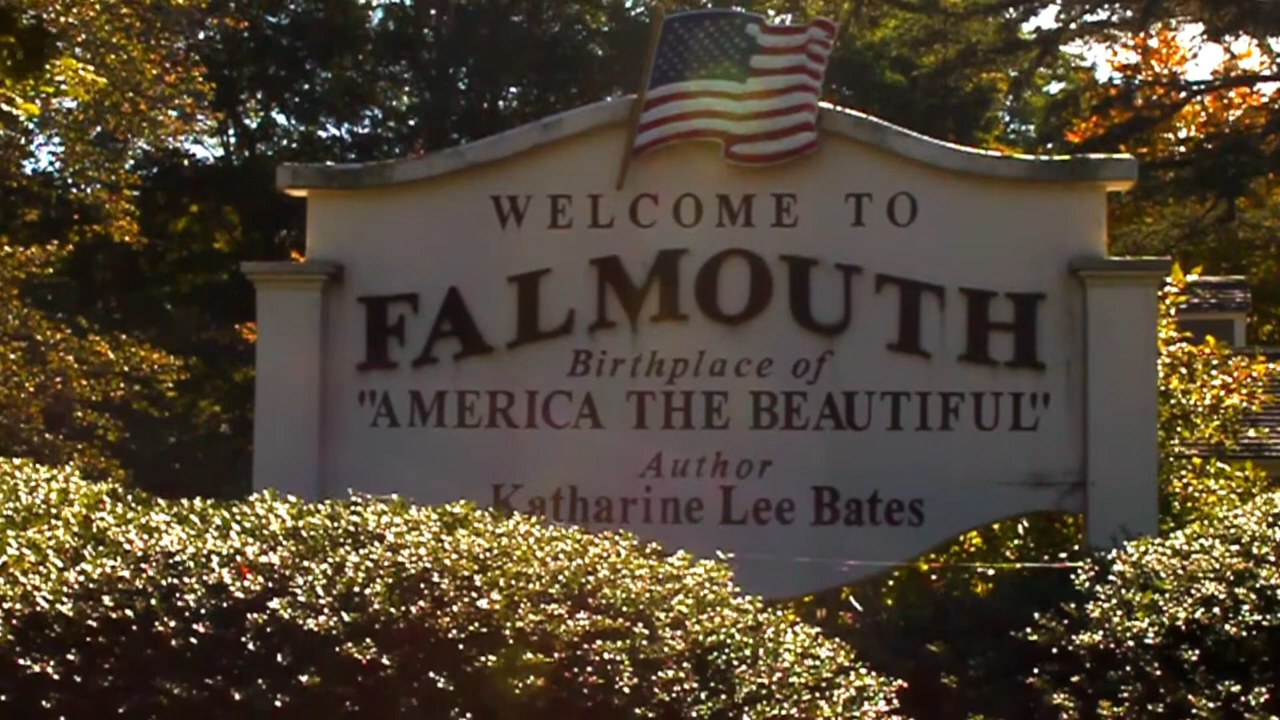 WELCOME TO
FALMOUTH
Birthplace of
"AMERICA THE BEAUTIFUL"
Author
Katharine Lee Bates